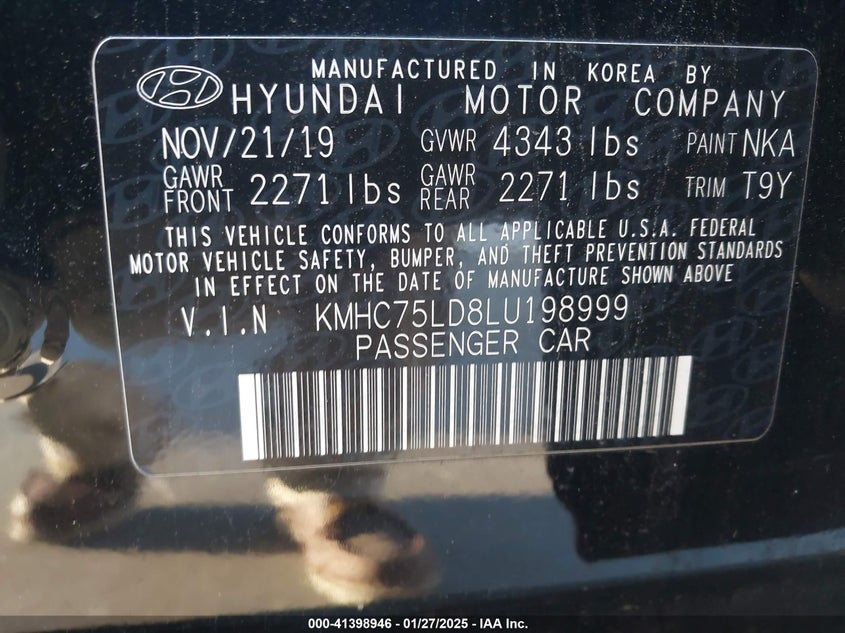 MANUFACTURED IN KOREA BY
HYUNDAI MOTOR COMPANY
NOV/21/19 GVWR 4343 lbs PAINT NKA
GAWR FRONT 2271 lbs GAWR REAR 2271 lbs TRIM T9Y
THIS VEHICLE CONFORMS TO ALL APPLICABLE U.S.A. FEDERAL
MOTOR VEHICLE SAFETY, BUMPER, AND THEFT PREVENTION STANDARDS
IN EFFECT ON THE DATE OF MANUFACTURE SHOWN ABOVE
V.I.N KMHC75LD8LU198999
PASSENGER CAR
000-41398946 - 01/27/2025 - IAA Inc.